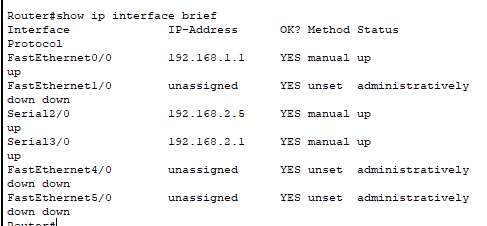 Router#show ip interface brief
Interface              IP-Address      OK? Method Status
Protocol
FastEthernet0/0        192.168.1.1     YES manual up
up
FastEthernet1/0        unassigned      YES unset  administratively
down down
Serial2/0              192.168.2.5     YES manual up
up
Serial3/0              192.168.2.1     YES manual up
up
FastEthernet4/0        unassigned      YES unset  administratively
down down
FastEthernet5/0        unassigned      YES unset  administratively
down down
Router#